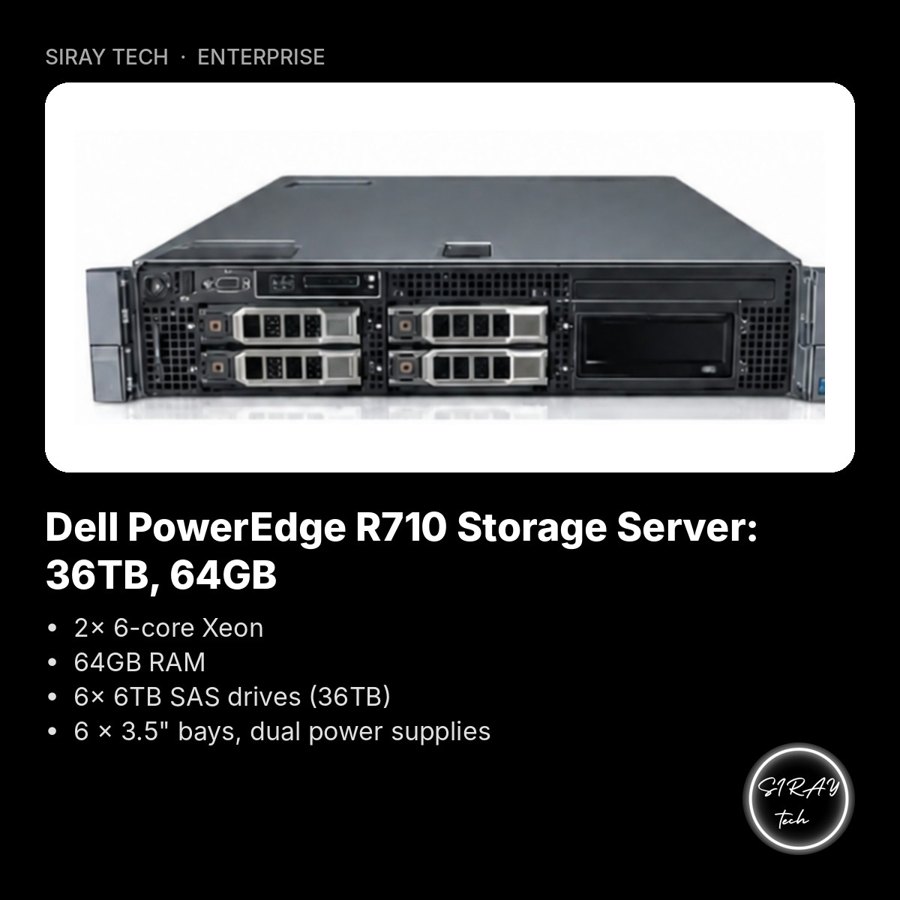 SIRAY TECH · ENTERPRISE
Dell PowerEdge R710 Storage Server:
36TB, 64GB
• 2× 6-core Xeon
• 64GB RAM
• 6× 6TB SAS drives (36TB)
• 6 × 3.5" bays, dual power supplies
SIRAY
tech